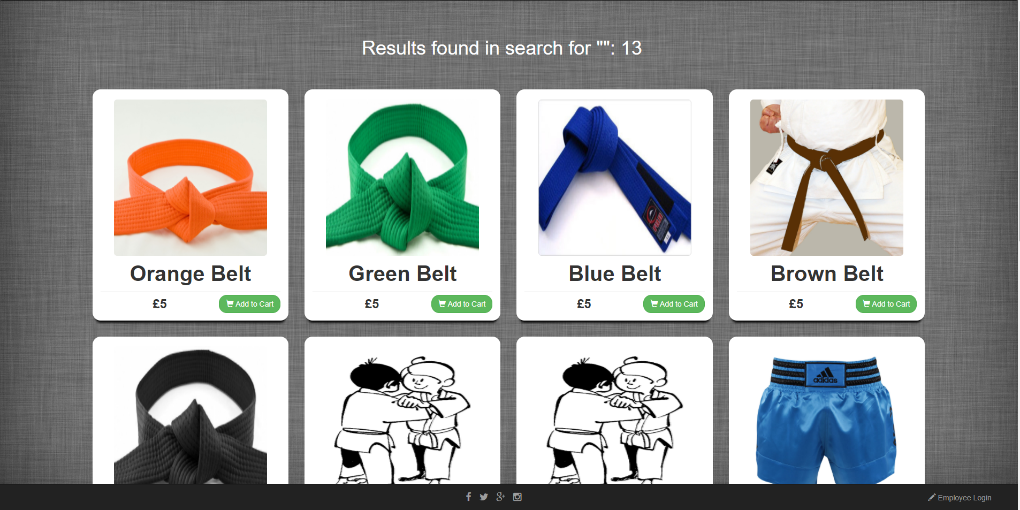 Results found in search for "": 13
Orange Belt
Green Belt
Blue Belt
Brown Belt
£5
Add to Cart
£5
Add to Cart
£5
Add to Cart
£5
Add to Cart
adidas
Employee Login